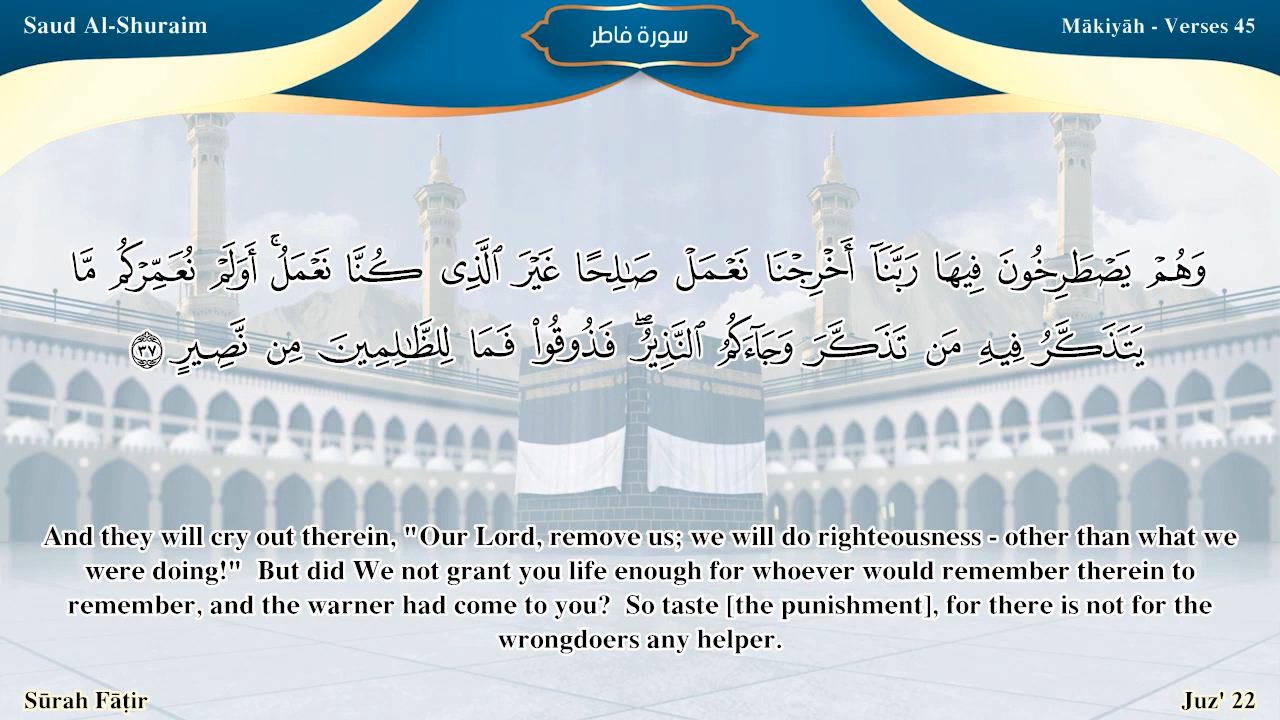 Saud Al-Shuraim
سورة فاطر
Mākiyāh - Verses 45
وَهُمۡ يَصۡطَرِخُونَ فِيهَا رَبَّنَآ أَخۡرِجۡنَا نَعۡمَلۡ صَٰلِحًا غَيۡرَ ٱلَّذِى كُنَّا نَعۡمَلُۚ أَوَلَمۡ نُعَمِّرۡكُم مَّا
يَتَذَكَّرُ فِيهِ مَن تَذَكَّرَ وَجَآءَكُمُ ٱلنَّذِيرُۖ فَذُوقُواْ فَمَا لِلظَّٰلِمِينَ مِن نَّصِيرٍ ٣٧
And they will cry out therein, "Our Lord, remove us; we will do righteousness - other than what we
were doing!"  But did We not grant you life enough for whoever would remember therein to
remember, and the warner had come to you?  So taste [the punishment], for there is not for the
wrongdoers any helper.
Sūrah Fāṭir
Juz' 22